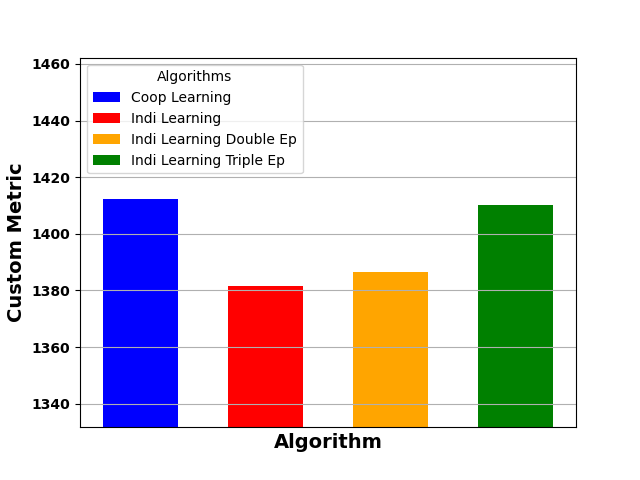 1460
1440
1420
1400
1380
1360
1340
Custom Metric
Algorithms
Coop Learning
Indi Learning
Indi Learning Double Ep
Indi Learning Triple Ep
Algorithm